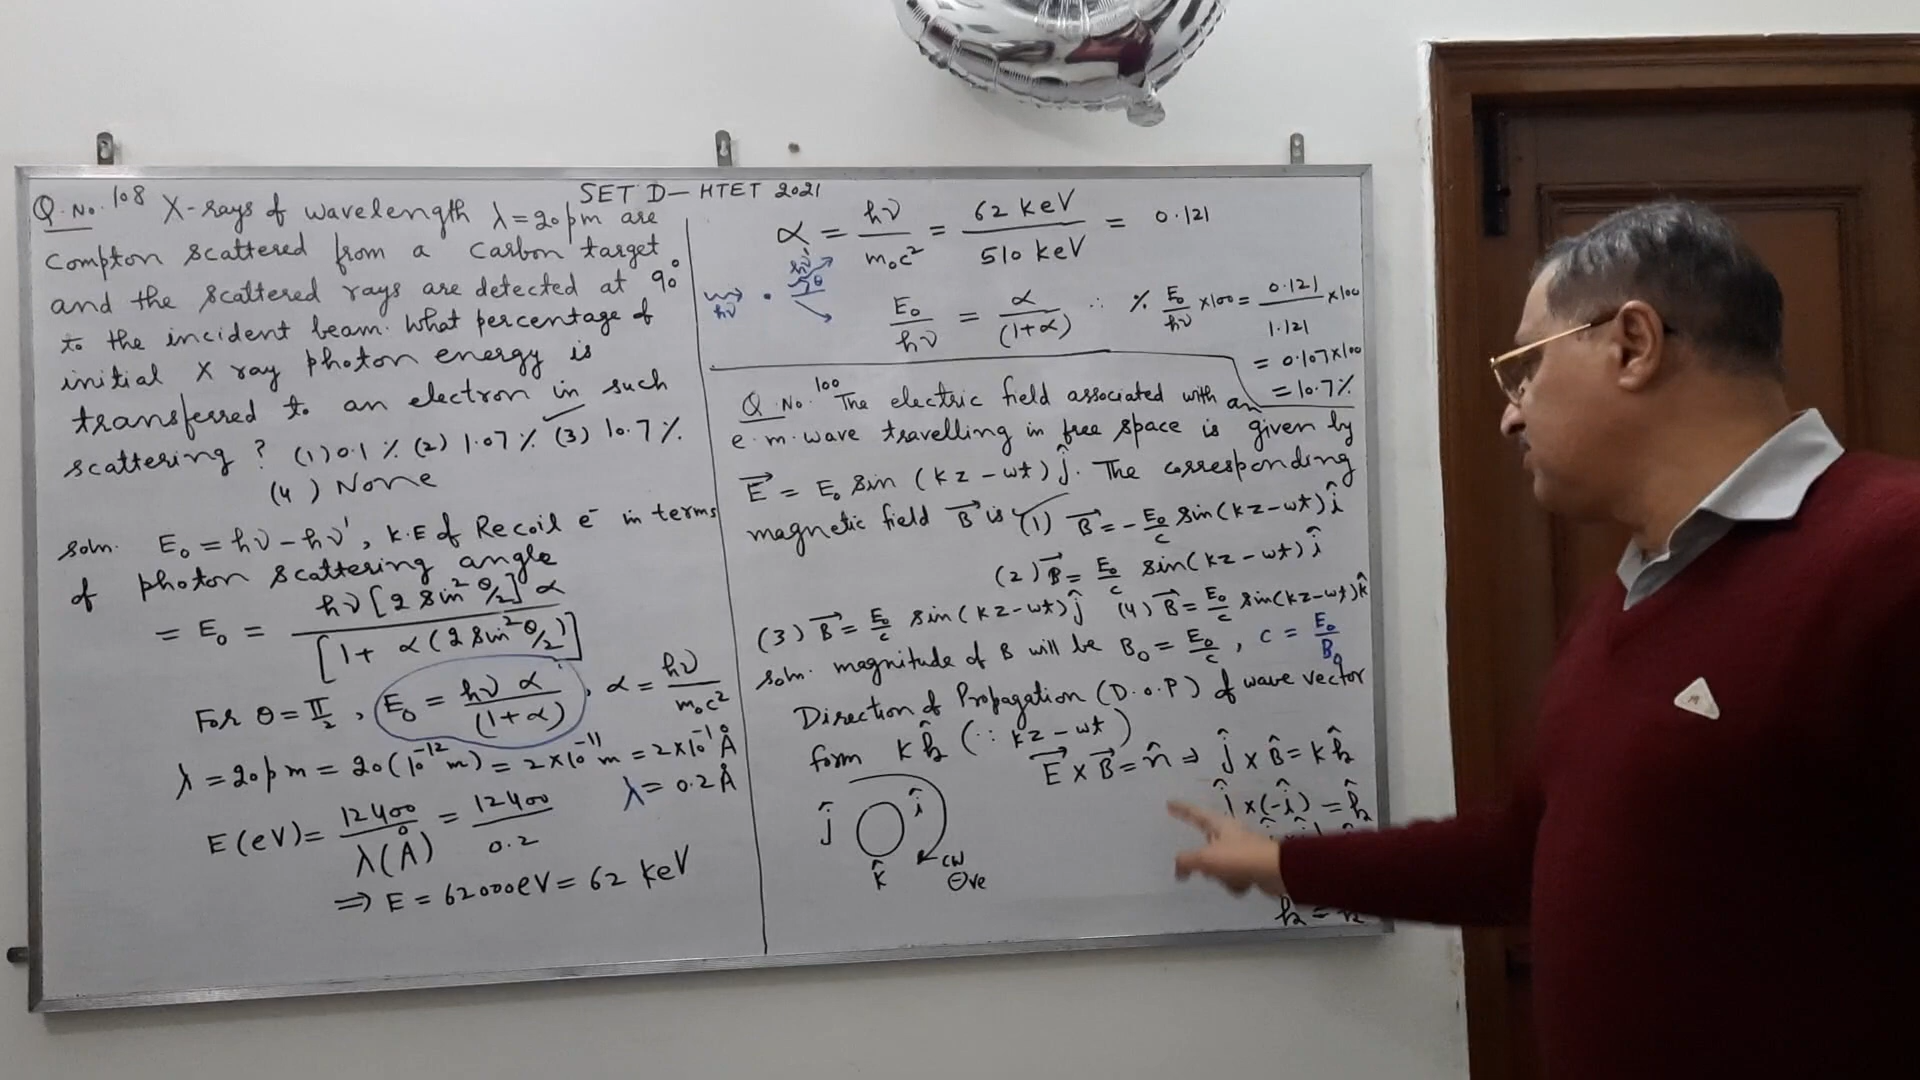 SET D - HTET 2021
Q. No. 108 X-rays of wavelength λ = 20 pm are
Compton scattered from a carbon target
and the scattered rays are detected at 90°
to the incident beam. What percentage of
initial X ray photon energy is
transferred to an electron in such
scattering? (1) 0.1 % (2) 1.07 % (3) 10.7 %.
(4) None
soln. E₀ = hν - hν', K.E of Recoil e⁻ in terms
of photon scattering angle
= E₀ = hν [2 sin² θ/2] α / [1 + α (2 sin² θ/2)]
For θ = π/2, E₀ = hν α / (1+α), α = hν / m₀c²
λ = 20 pm = 20 (10⁻¹² m) = 2 × 10⁻¹¹ m = 2 × 10⁻¹ Å
λ = 0.2 Å
E (eV) = 12400 / λ(Å) = 12400 / 0.2
⇒ E = 62000 eV = 62 keV
α = hν / m₀c² = 62 keV / 510 keV = 0.121
hν hν' θ
E₀ / hν = α / (1+α) ∴ % E₀ / hν × 100 = 0.121 / 1.121 × 100
= 0.107 × 100
= 10.7 %
Q. No. 100 The electric field associated with an
e.m. wave travelling in free space is given by
E⃗ = E₀ sin (kz - ωt) ĵ. The corresponding
magnetic field B⃗ is (1) B⃗ = - E₀/c sin (kz - ωt) î
(2) B⃗ = E₀/c sin (kz - ωt) î
(3) B⃗ = E₀/c sin (kz - ωt) ĵ (4) B⃗ = E₀/c sin (kz - ωt) k̂
soln. magnitude of B will be B₀ = E₀/c, c = E₀/B₀
Direction of Propagation (D.O.P) of wave vector
form k k̂ (∵ kz - ωt)
E⃗ × B⃗ = n̂ ⇒ ĵ × B̂ = k k̂
ĵ × (-î) = k̂
ĵ î k̂ CW ⊖ve